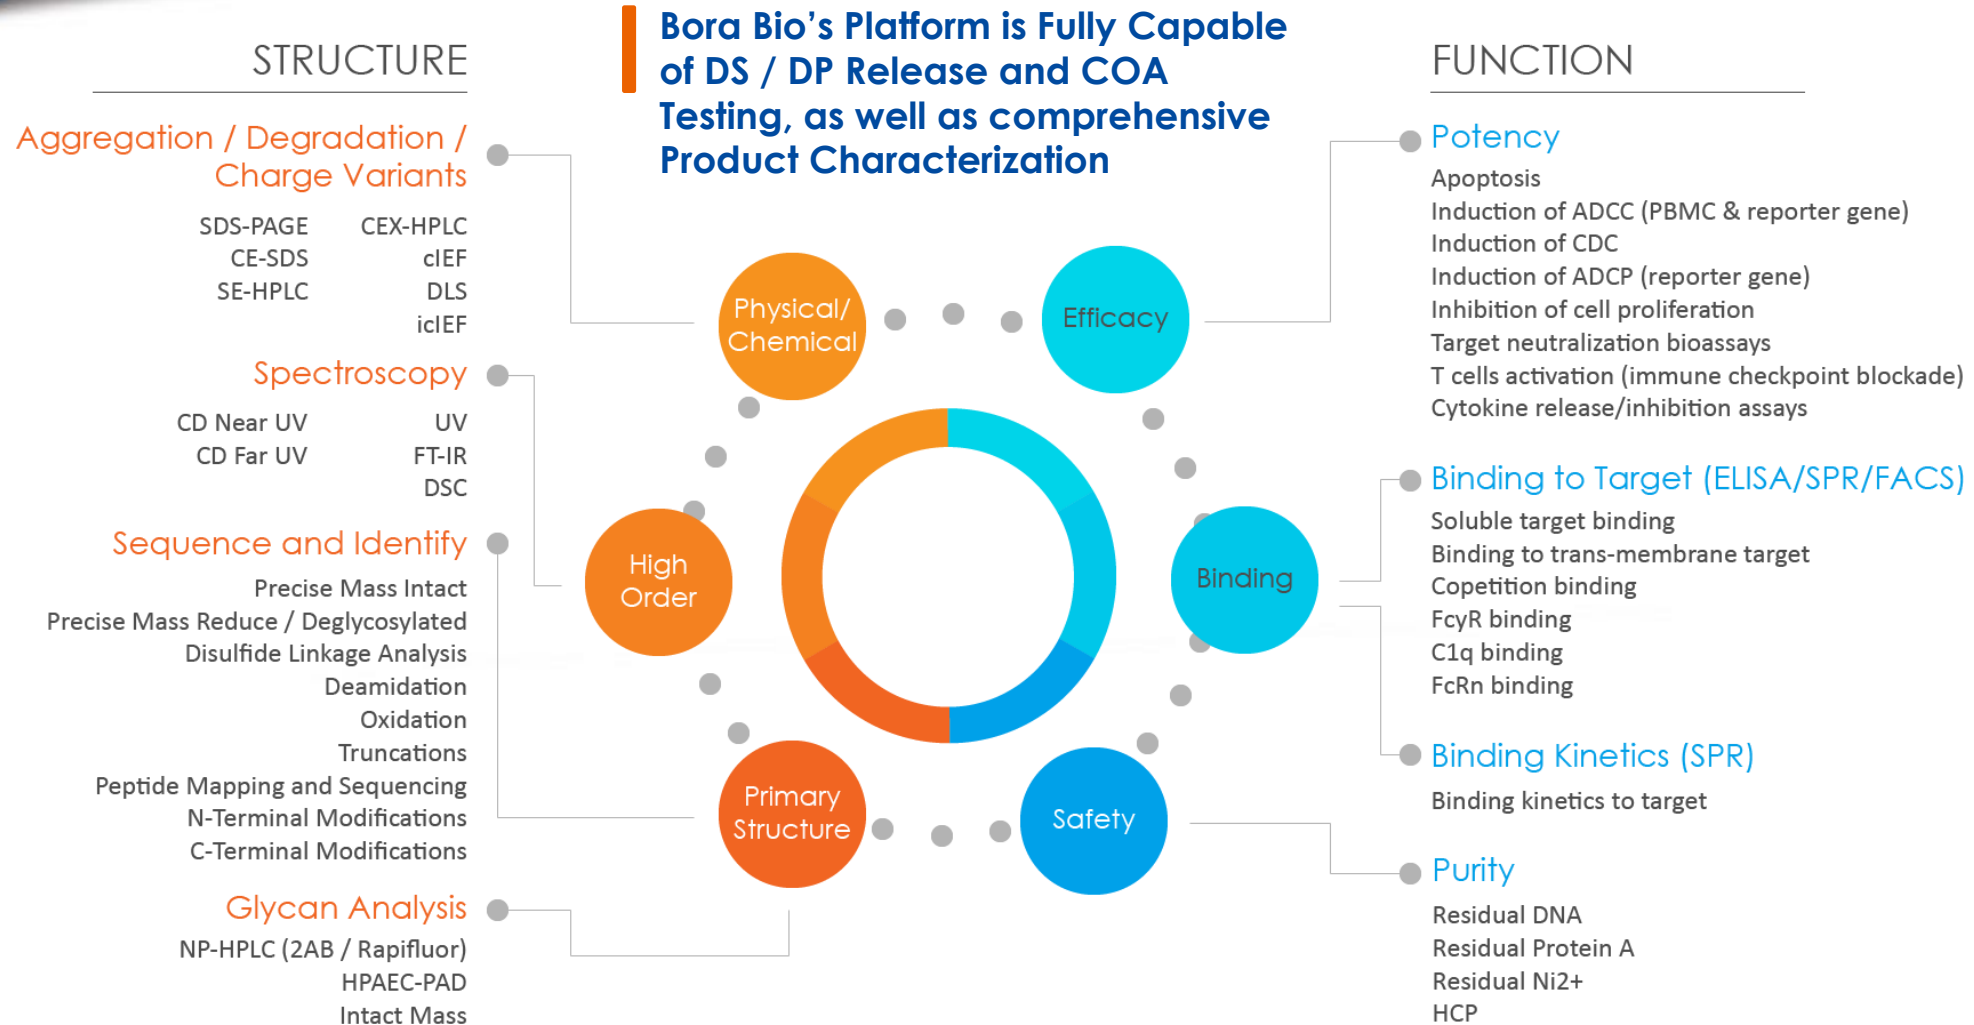 Bora Bio’s Platform is Fully Capable
of DS / DP Release and COA
Testing, as well as comprehensive
Product Characterization
STRUCTURE
Aggregation / Degradation /
Charge Variants
SDS-PAGE CEX-HPLC
CE-SDS cIEF
SE-HPLC DLS
icIEF
Spectroscopy
CD Near UV UV
CD Far UV FT-IR
DSC
Sequence and Identify
Precise Mass Intact
Precise Mass Reduce / Deglycosylated
Disulfide Linkage Analysis
Deamidation
Oxidation
Truncations
Peptide Mapping and Sequencing
N-Terminal Modifications
C-Terminal Modifications
Glycan Analysis
NP-HPLC (2AB / Rapifluor)
HPAEC-PAD
Intact Mass
Physical/
Chemical
High
Order
Primary
Structure
Efficacy
Binding
Safety
FUNCTION
Potency
Apoptosis
Induction of ADCC (PBMC & reporter gene)
Induction of CDC
Induction of ADCP (reporter gene)
Inhibition of cell proliferation
Target neutralization bioassays
T cells activation (immune checkpoint blockade)
Cytokine release/inhibition assays
Binding to Target (ELISA/SPR/FACS)
Soluble target binding
Binding to trans-membrane target
Copetition binding
FcyR binding
C1q binding
FcRn binding
Binding Kinetics (SPR)
Binding kinetics to target
Purity
Residual DNA
Residual Protein A
Residual Ni2+
HCP